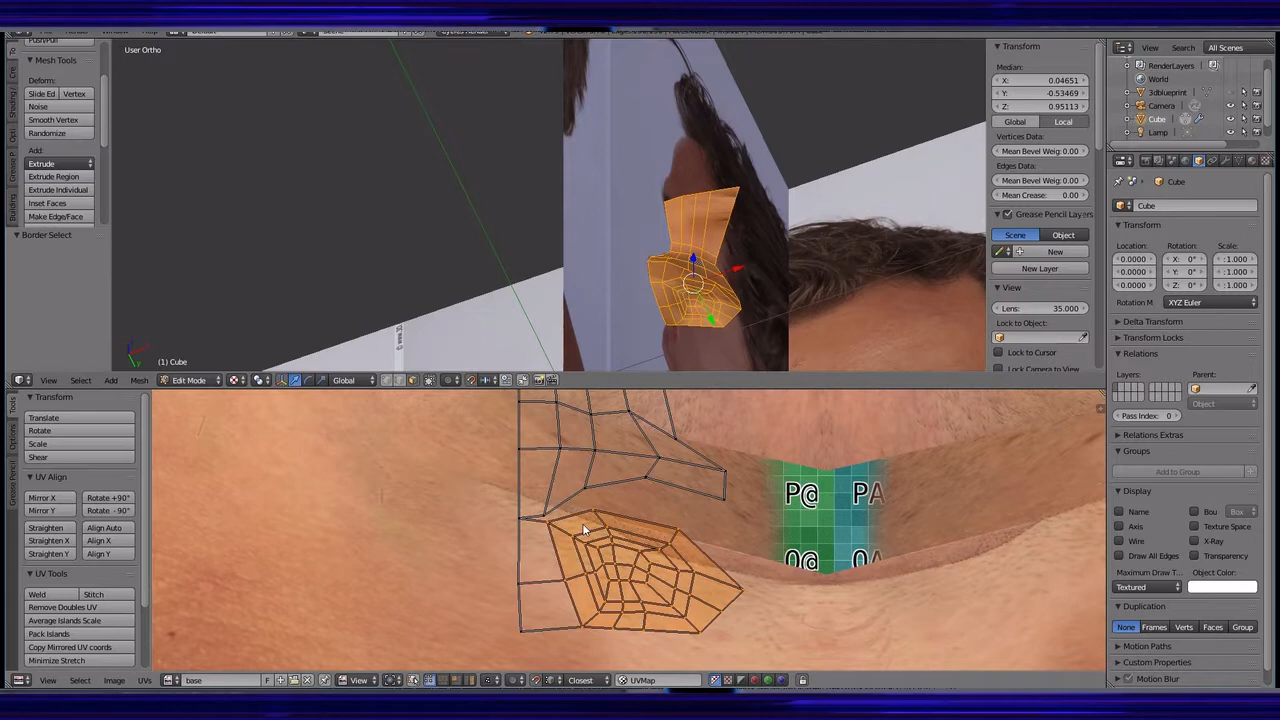 Push/Pull
Mesh Tools
Deform:
Slide Ed
Vertex
Noise
Smooth Vertex
Randomize
Add:
Extrude
Extrude Region
Extrude Individual
Inset Faces
Make Edge/Face
Border Select
User Ortho
(1) Cube
Transform
Median:
X: 0.04651
Y: -0.53469
Z: 0.95113
Global
Local
Vertices Data:
Mean Bevel Weig:0.00
Edges Data:
Mean Bevel Weig:0.00
Mean Crease: 0.00
Grease Pencil Layers
Scene
Object
New
New Layer
View
Lens: 35.000
Lock to Object:
Lock to Cursor
Lock Camera to View
View
Search
All Scenes
RenderLayers
World
3dblueprint
Camera
Cube
Lamp
Cube
Cube
Transform
Location:
Rotation:
Scale:
0.0000
X: 0°
:1.000
0.0000
Y: 0°
:1.000
0.0000
Z: 0°
:1.000
Rotation M
XYZ Euler
Delta Transform
Transform Locks
Relations
Layers:
Parent:
Object
Pass Index: 0
Relations Extras
Groups
Add to Group
Display
Name
Bou
Box
Axis
Texture Space
Wire
X-Ray
Draw All Edges
Transparency
Maximum Draw T...
Object Color:
Textured
Duplication
None
Frames
Verts
Faces
Group
Motion Paths
Custom Properties
Motion Blur
View
Select
Add
Mesh
Edit Mode
Global
Tools
Options
Grease Pencil
Transform
Translate
Rotate
Scale
Shear
UV Align
Mirror X
Rotate +90°
Mirror Y
Rotate -90°
Straighten
Align Auto
Straighten X
Align X
Straighten Y
Align Y
UV Tools
Weld
Stitch
Remove Doubles UV
Average Islands Scale
Pack Islands
Copy Mirrored UV coords
Minimize Stretch
P@
PA
O@
OA
View
Select
Image
UVs
base
F
View
Closest
UVMap